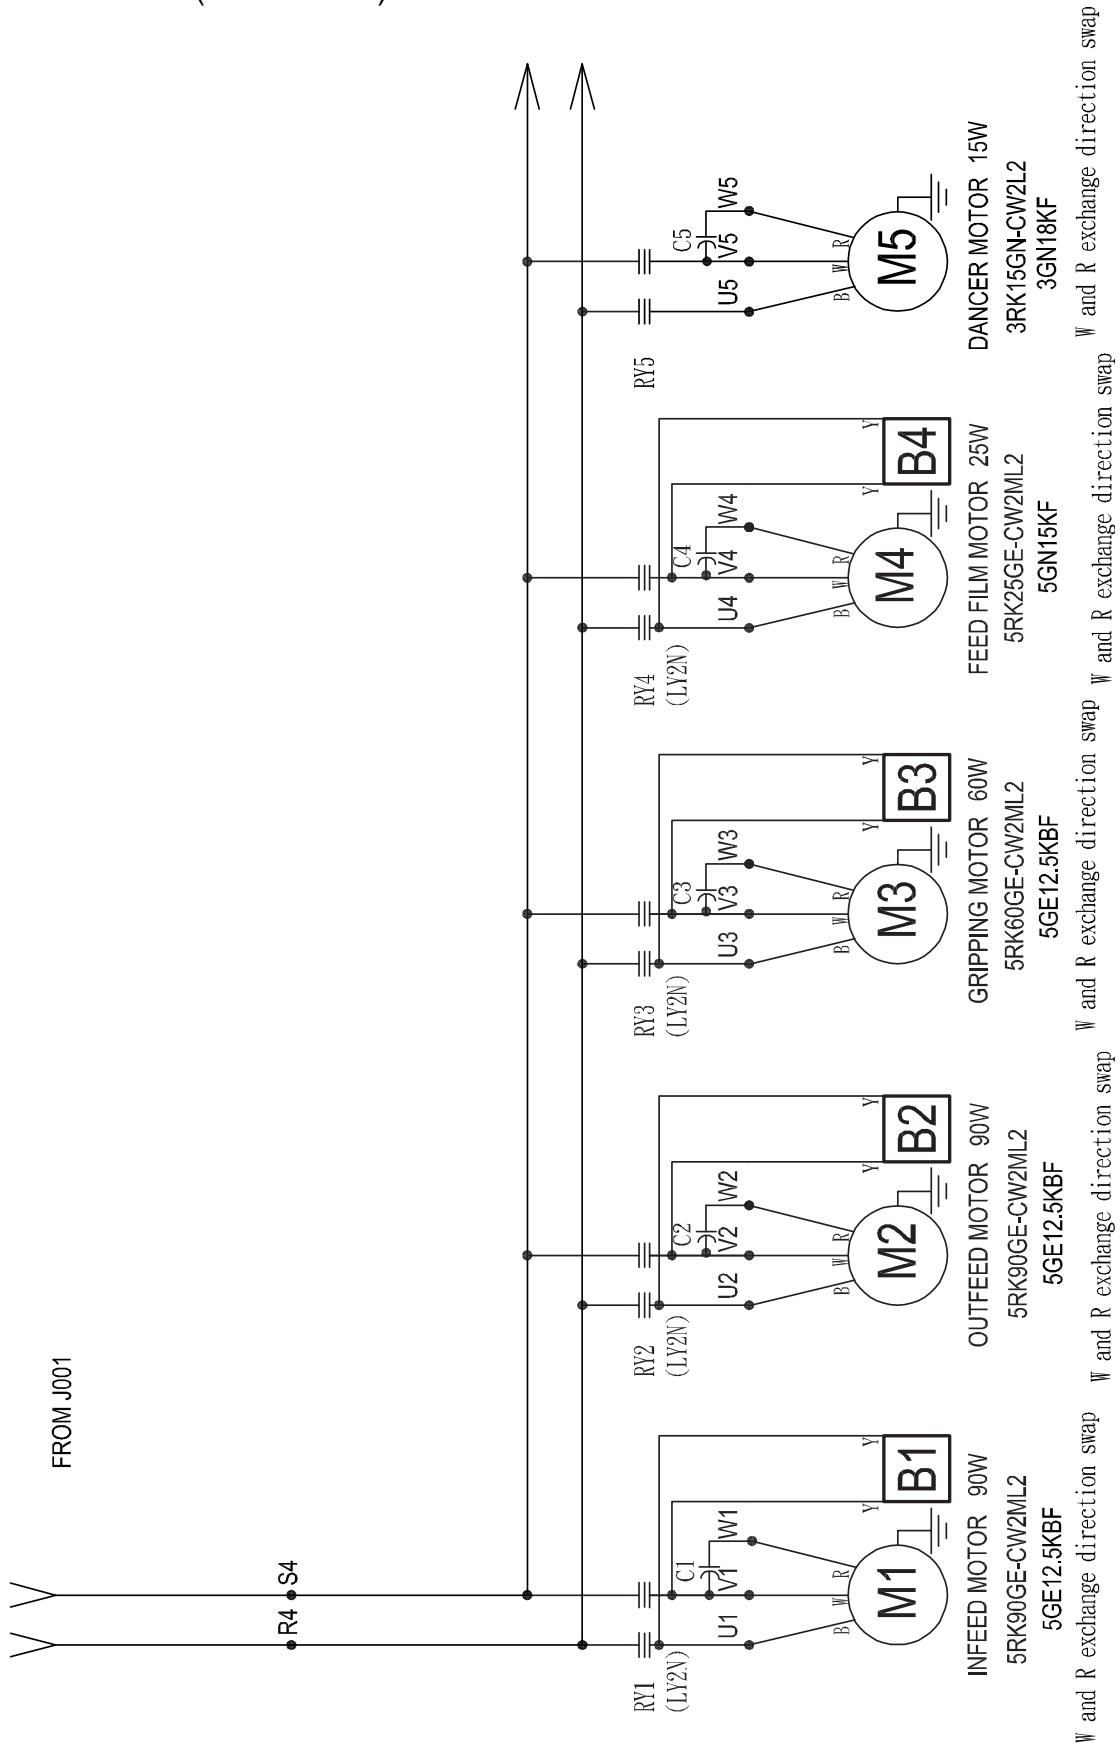 FROM J001
R4
S4
RY1
(LY2N)
U1
V1
W1
C1
B
W
R
Y
Y
M1
B1
INFEED MOTOR 90W
5RK90GE-CW2ML2
5GE12.5KBF
W and R exchange direction swap
RY2
(LY2N)
U2
V2
W2
C2
B
W
R
Y
Y
M2
B2
OUTFEED MOTOR 90W
5RK90GE-CW2ML2
5GE12.5KBF
W and R exchange direction swap
RY3
(LY2N)
U3
V3
W3
C3
B
W
R
Y
Y
M3
B3
GRIPPING MOTOR 60W
5RK60GE-CW2ML2
5GE12.5KBF
W and R exchange direction swap
RY4
(LY2N)
U4
V4
W4
C4
B
W
R
Y
Y
M4
B4
FEED FILM MOTOR 25W
5RK25GE-CW2ML2
5GN15KF
W and R exchange direction swap
RY5
U5
V5
W5
C5
B
W
R
M5
DANCER MOTOR 15W
3RK15GN-CW2L2
3GN18KF
W and R exchange direction swap